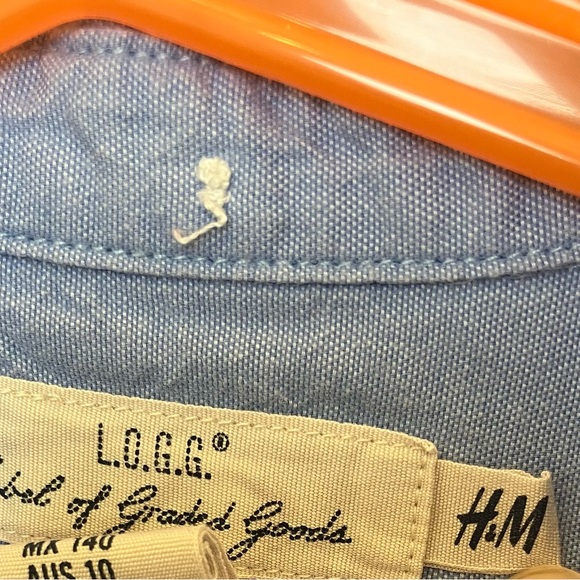 L.O.G.G.®
of Graded Goods
H&M
MX 140
AUS 10